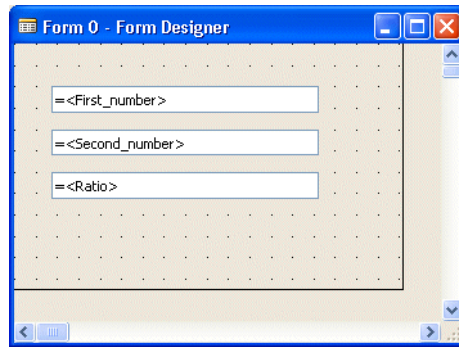 Form 0 - Form Designer
=<First_number>
=<Second_number>
=<Ratio>